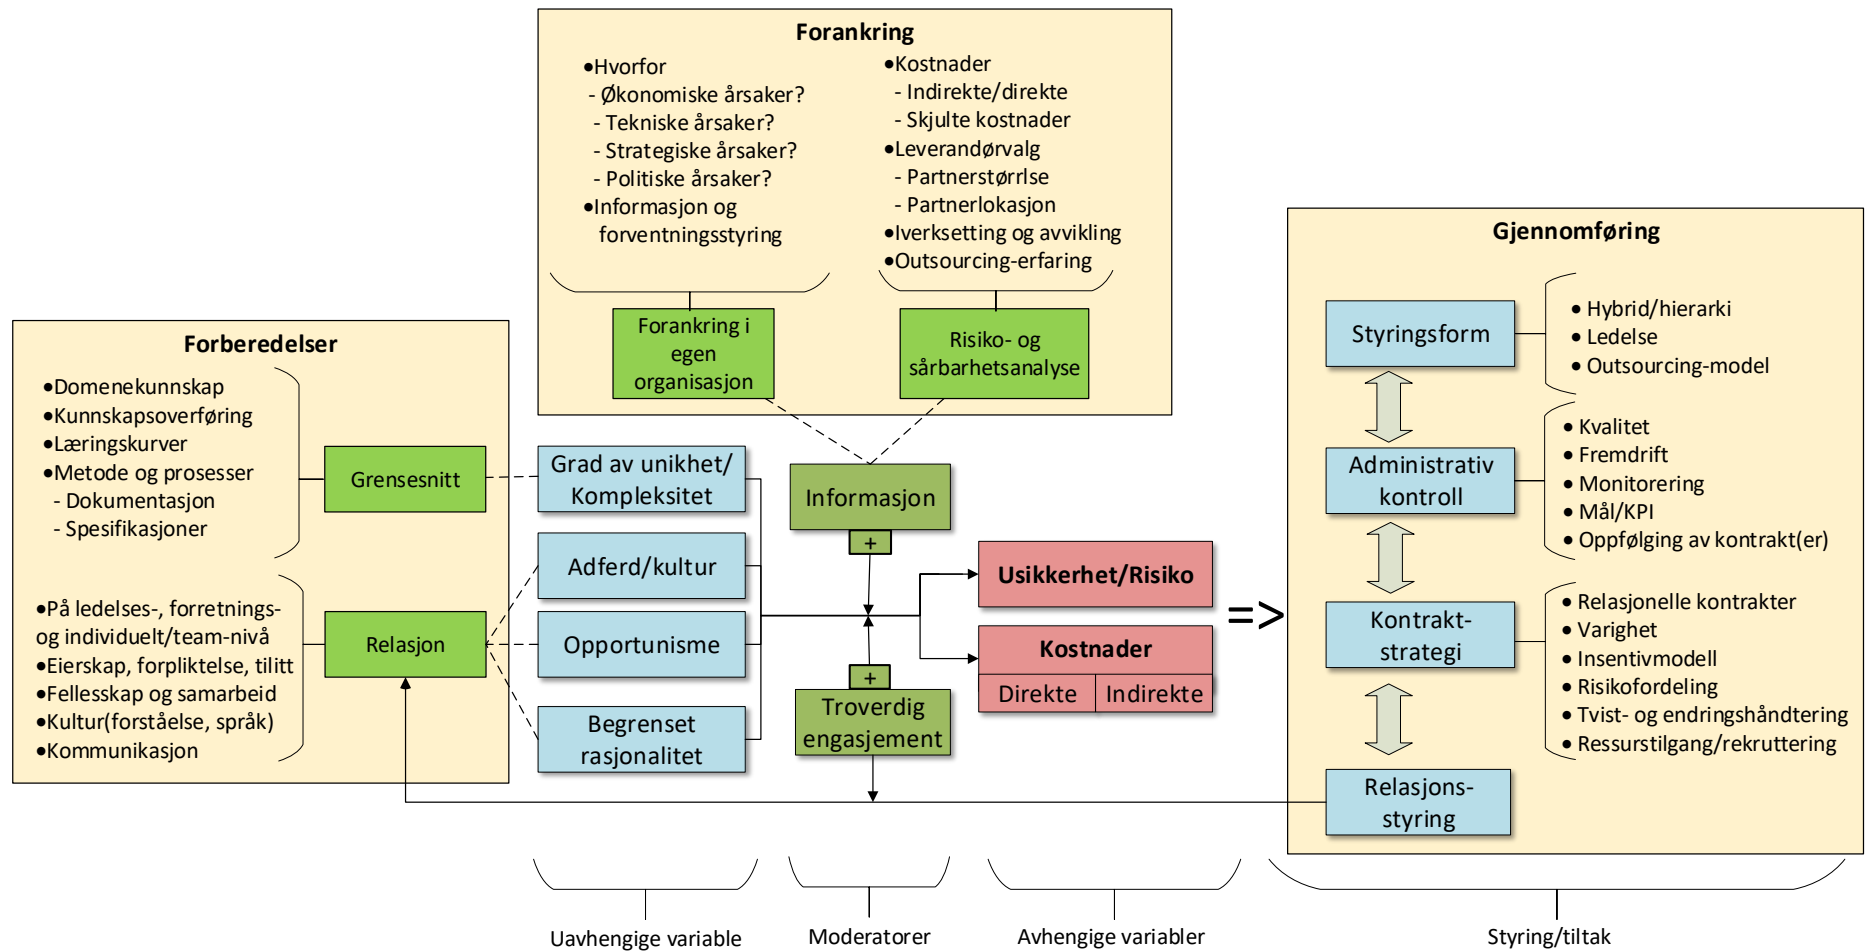 Forankring
•Hvorfor
- Økonomiske årsaker?
- Tekniske årsaker?
- Strategiske årsaker?
- Politiske årsaker?
•Informasjon og
forventningsstyring
•Kostnader
- Indirekte/direkte
- Skjulte kostnader
•Leverandørvalg
- Partnerstørrlse
- Partnerlokasjon
•Iverksetting og avvikling
•Outsourcing-erfaring
Forankring i
egen
organisasjon
Risiko- og
sårbarhetsanalyse
Forberedelser
•Domenekunnskap
•Kunnskapsoverføring
•Læringskurver
•Metode og prosesser
- Dokumentasjon
- Spesifikasjoner
Grensesnitt
•På ledelses-, forretnings-
og individuelt/team-nivå
•Eierskap, forpliktelse, tilitt
•Fellesskap og samarbeid
•Kultur(forståelse, språk)
•Kommunikasjon
Relasjon
Grad av unikhet/
Kompleksitet
Adferd/kultur
Opportunisme
Begrenset
rasjonalitet
Informasjon
+
+
Troverdig
engasjement
Usikkerhet/Risiko
Kostnader
Direkte
Indirekte
=>
Gjennomføring
Styringsform
• Hybrid/hierarki
• Ledelse
• Outsourcing-model
Administrativ
kontroll
• Kvalitet
• Fremdrift
• Monitorering
• Mål/KPI
• Oppfølging av kontrakt(er)
Kontrakt-
strategi
• Relasjonelle kontrakter
• Varighet
• Insentivmodell
• Risikofordeling
• Tvist- og endringshåndtering
• Ressurstilgang/rekruttering
Relasjons-
styring
Uavhengige variable
Moderatorer
Avhengige variabler
Styring/tiltak